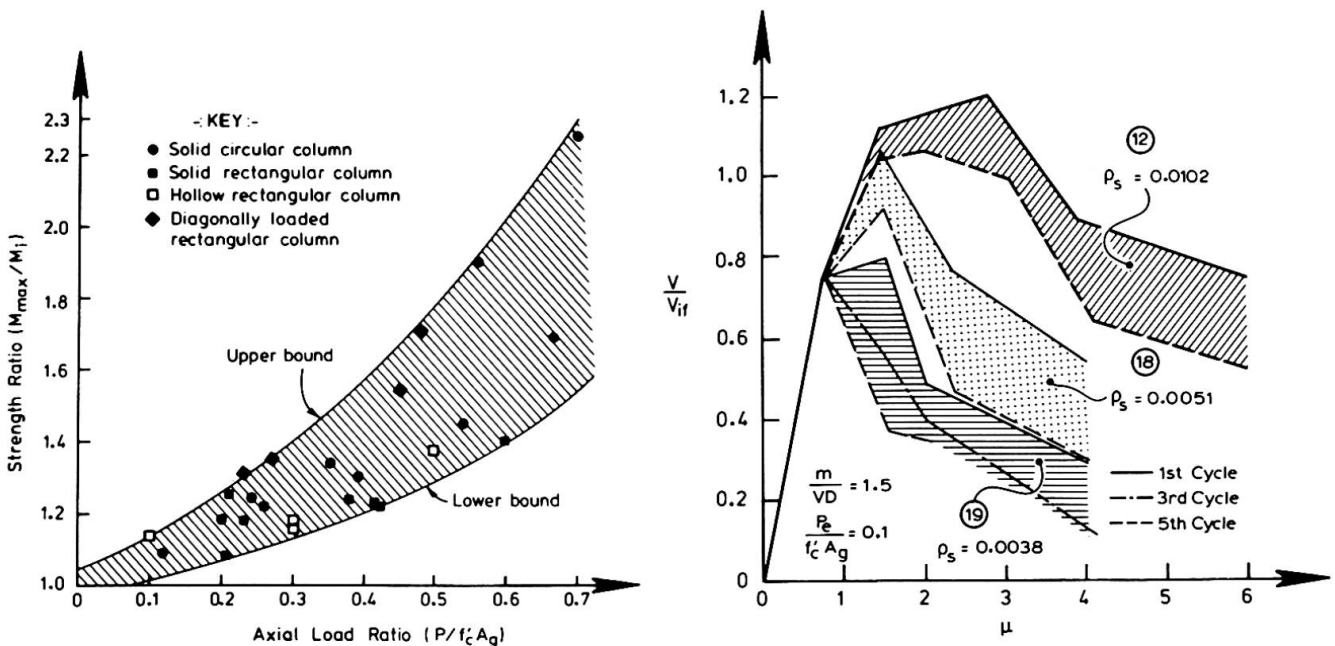 -: KEY :-
Solid circular column
Solid rectangular column
Hollow rectangular column
Diagonally loaded
rectangular column
Upper bound
Lower bound
Strength Ratio (Mmax/Mi)
2.3
2.2
2.0
1.8
1.6
1.4
1.2
1.0
0 0.1 0.2 0.3 0.4 0.5 0.6 0.7
Axial Load Ratio (P/f'cAg)
1.2
1.0
0.8
0.6
0.4
0.2
0
V
Vif
12
ρs = 0.0102
18
ρs = 0.0051
m
VD = 1.5
Pe
f'cAg = 0.1
19
ρs = 0.0038
1st Cycle
3rd Cycle
5th Cycle
0 1 2 3 4 5 6
μ